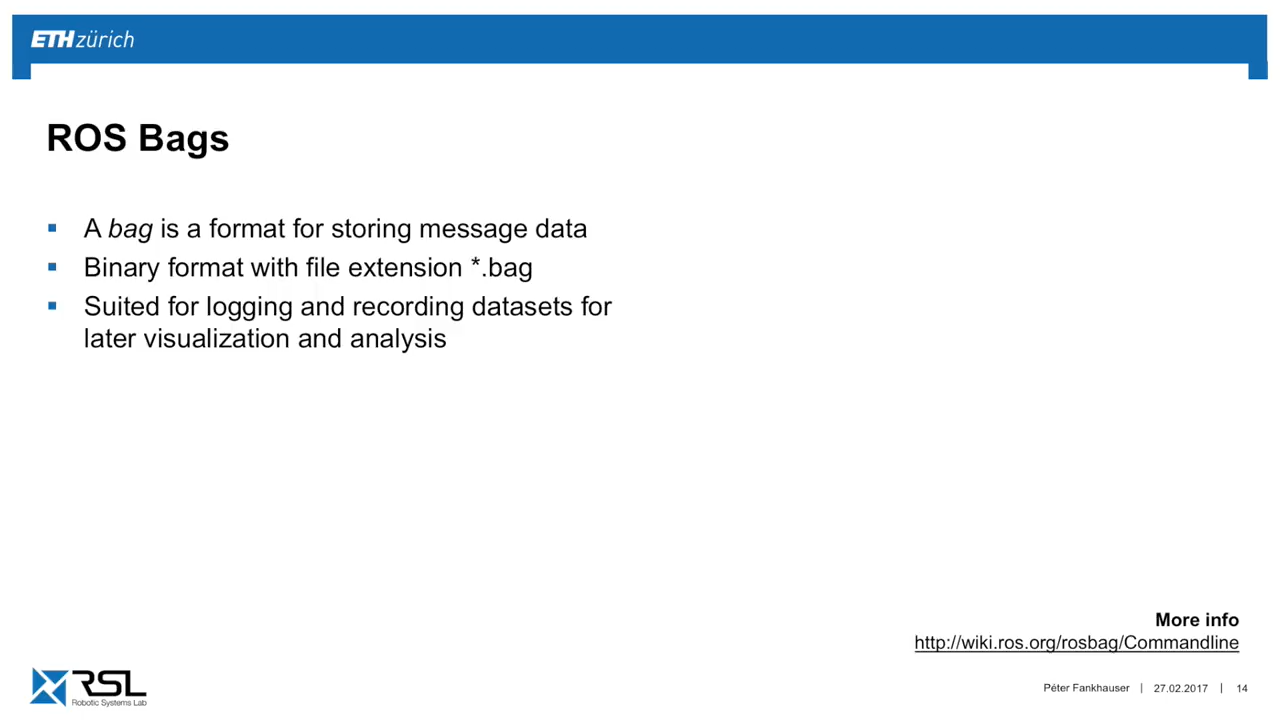 ETH zürich
ROS Bags
▪ A bag is a format for storing message data
▪ Binary format with file extension *.bag
▪ Suited for logging and recording datasets for
later visualization and analysis
More info
http://wiki.ros.org/rosbag/Commandline
RSL
Robotic Systems Lab
Péter Fankhauser | 27.02.2017 | 14